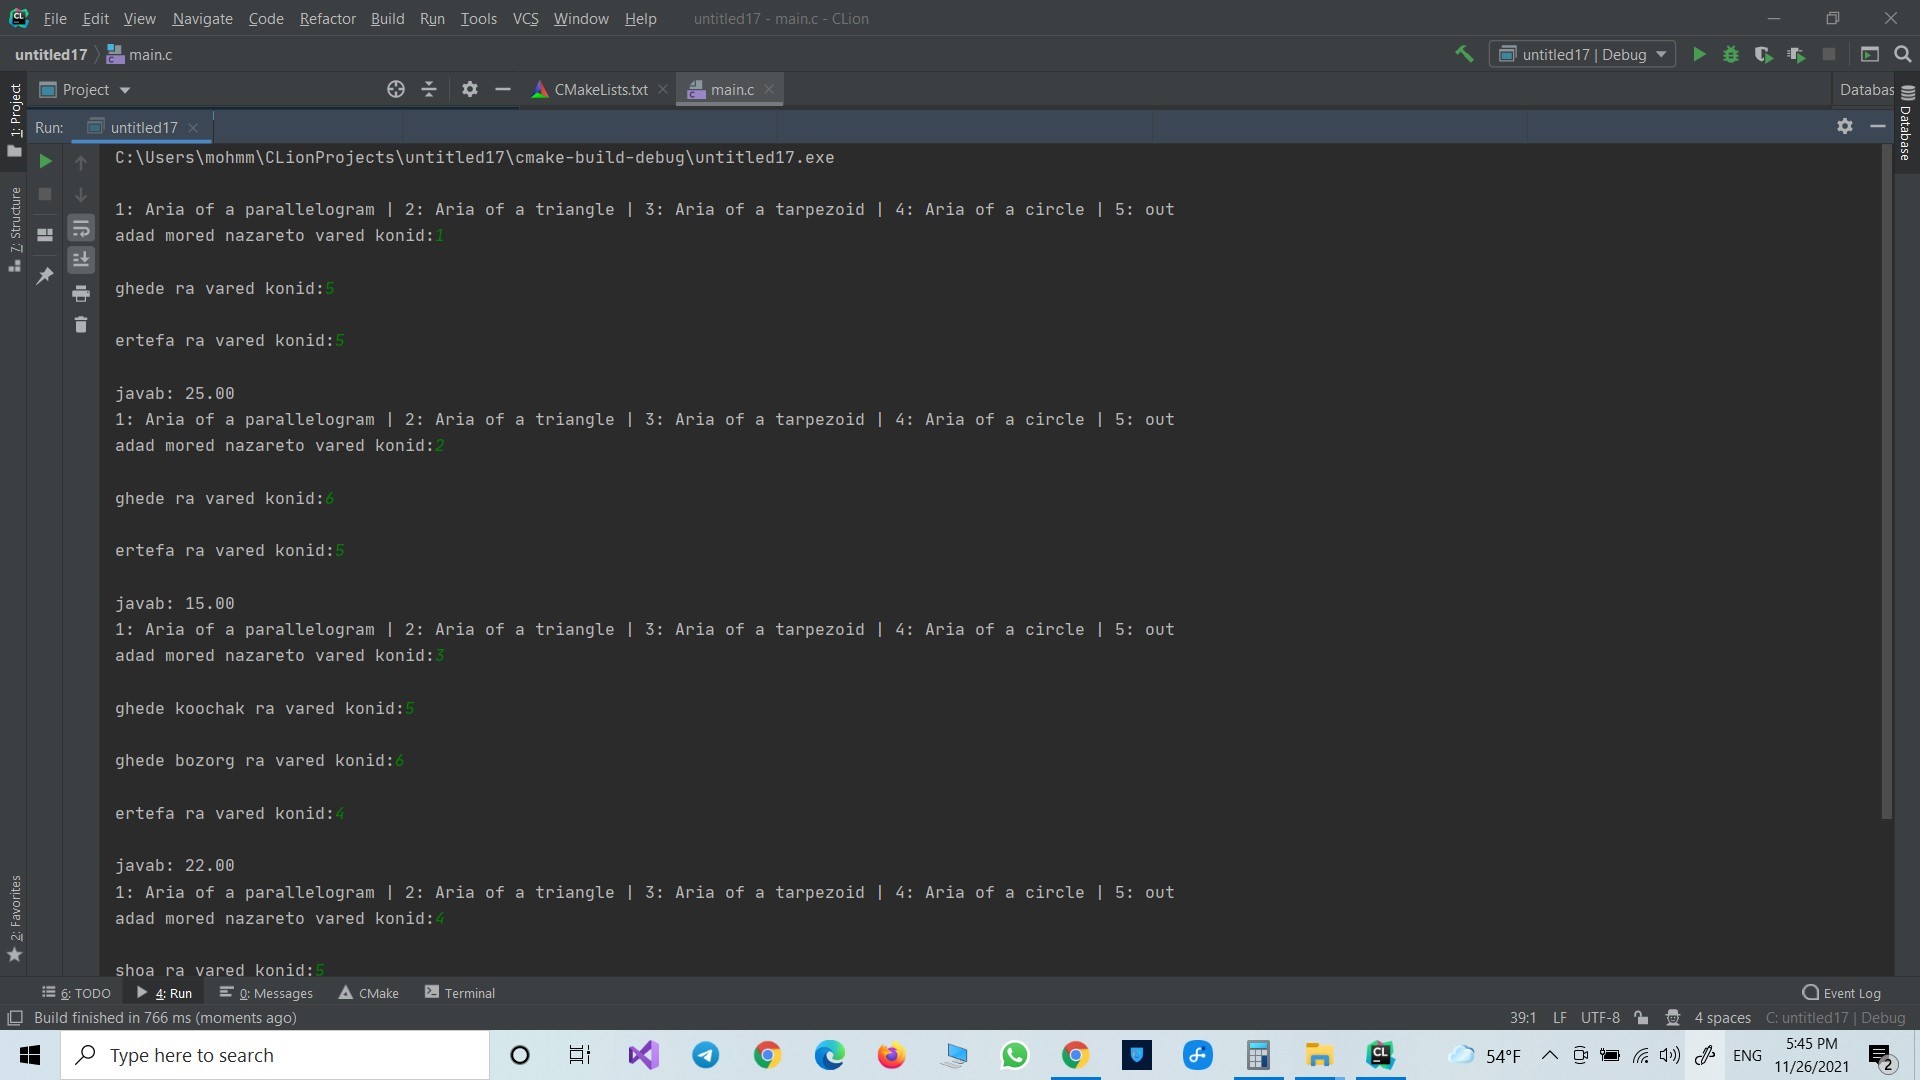 File Edit View Navigate Code Refactor Build Run Tools VCS Window Help untitled17 - main.c - CLion
untitled17 main.c untitled17 | Debug
1: Project
Project CMakeLists.txt main.c Databas
Database
Run: untitled17
C:\Users\mohmm\CLionProjects\untitled17\cmake-build-debug\untitled17.exe
7: Structure
1: Aria of a parallelogram | 2: Aria of a triangle | 3: Aria of a tarpezoid | 4: Aria of a circle | 5: out
adad mored nazareto vared konid:1
ghede ra vared konid:5
ertefa ra vared konid:5
javab: 25.00
1: Aria of a parallelogram | 2: Aria of a triangle | 3: Aria of a tarpezoid | 4: Aria of a circle | 5: out
adad mored nazareto vared konid:2
ghede ra vared konid:6
ertefa ra vared konid:5
javab: 15.00
1: Aria of a parallelogram | 2: Aria of a triangle | 3: Aria of a tarpezoid | 4: Aria of a circle | 5: out
adad mored nazareto vared konid:3
ghede koochak ra vared konid:5
ghede bozorg ra vared konid:6
ertefa ra vared konid:4
javab: 22.00
1: Aria of a parallelogram | 2: Aria of a triangle | 3: Aria of a tarpezoid | 4: Aria of a circle | 5: out
adad mored nazareto vared konid:4
shoa ra vared konid:5
2: Favorites
6: TODO 4: Run 0: Messages CMake Terminal Event Log
Build finished in 766 ms (moments ago) 39:1 LF UTF-8 4 spaces C: untitled17 | Debug
Type here to search 54°F ENG 5:45 PM
11/26/2021 2